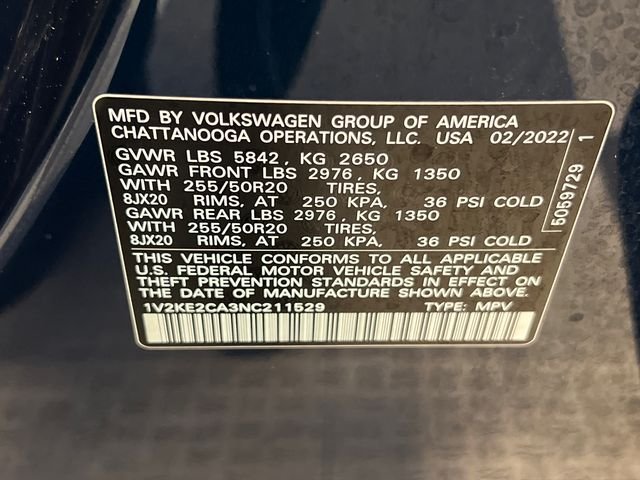 MFD BY VOLKSWAGEN GROUP OF AMERICA
CHATTANOOGA OPERATIONS, LLC. USA 02/2022
GVWR LBS 5842 , KG 2650
GAWR FRONT LBS 2976 , KG 1350
WITH 255/50R20 TIRES,
8JX20 RIMS, AT 250 KPA, 36 PSI COLD
GAWR REAR LBS 2976 , KG 1350
WITH 255/50R20 TIRES,
8JX20 RIMS, AT 250 KPA, 36 PSI COLD
THIS VEHICLE CONFORMS TO ALL APPLICABLE
U.S. FEDERAL MOTOR VEHICLE SAFETY AND
THEFT PREVENTION STANDARDS IN EFFECT ON
THE DATE OF MANUFACTURE SHOWN ABOVE.
1V2KE2CA3NC211529 TYPE: MPV
5059729 1